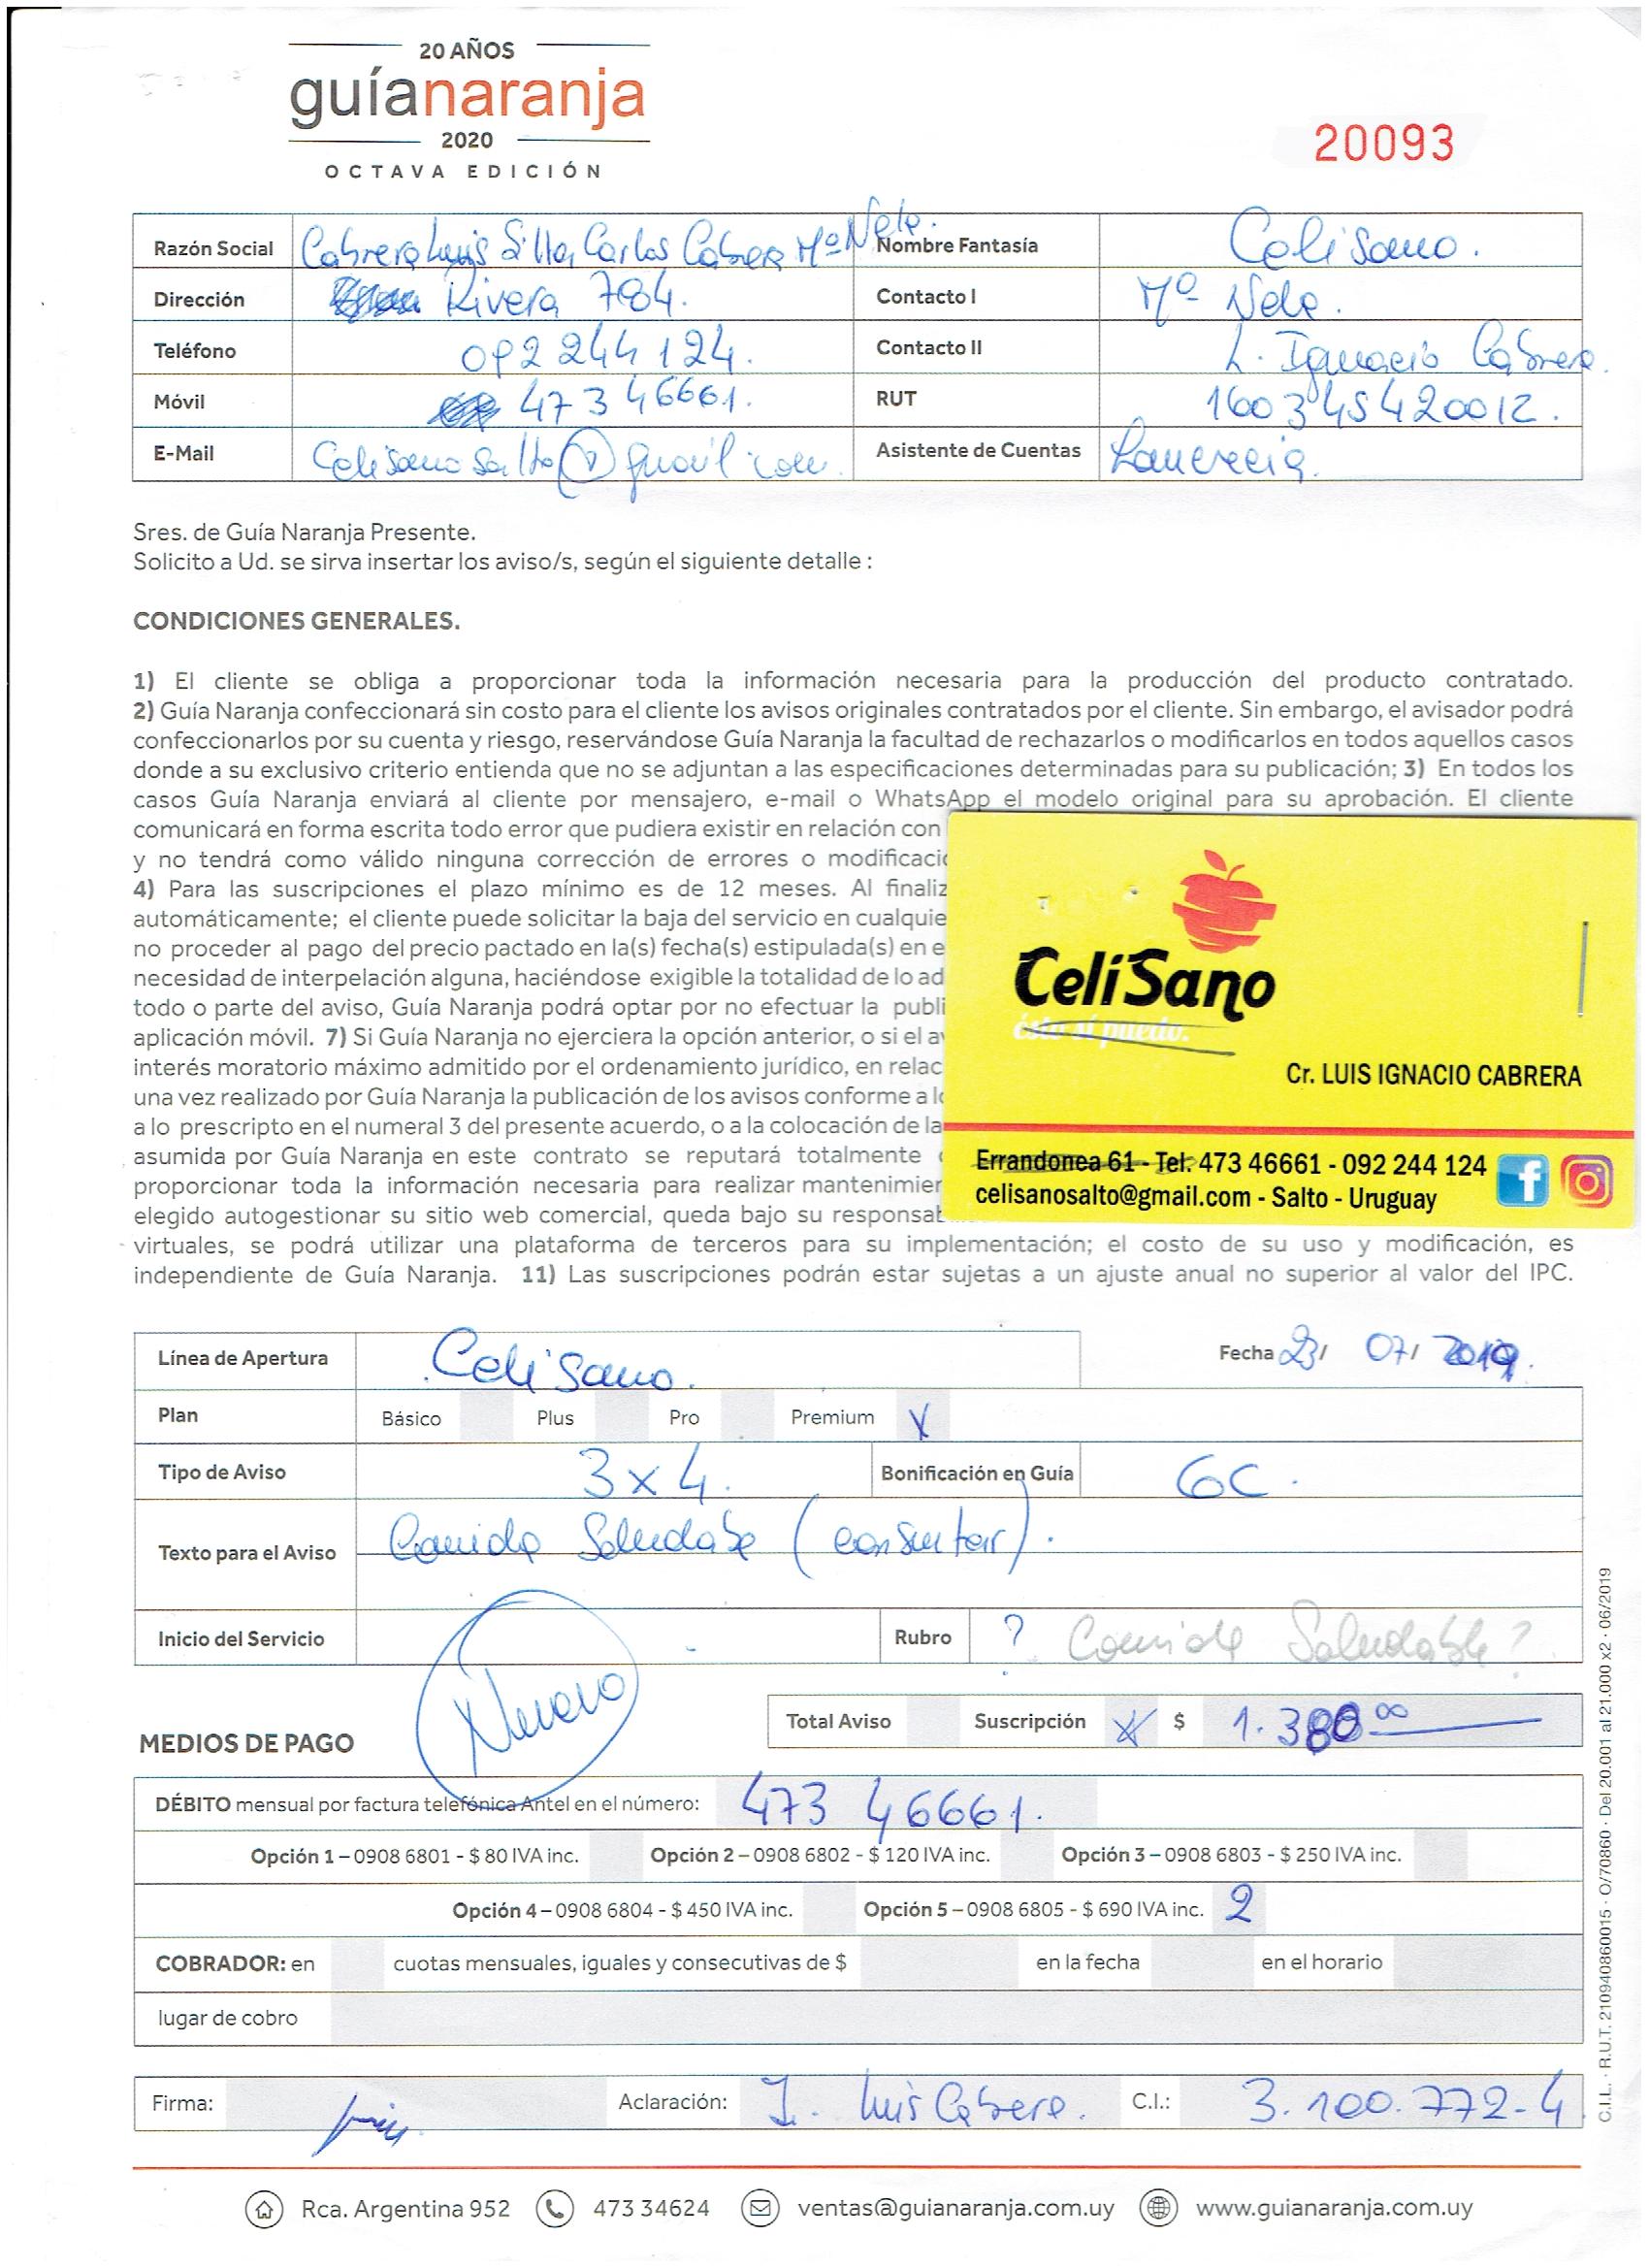 20 AÑOS
guíanaranja
2020
OCTAVA EDICIÓN
20093
Razón Social Cabrera Luis Silla, Carlos Cabrera Mª Nela. Nombre Fantasía Celisano.
Dirección Rivera 784. Contacto I Mª Nela.
Teléfono 092 244 124. Contacto II L. Ignacio Cabrera.
Móvil 473 46661. RUT 1600345420012.
E-Mail Celisanosalto@gmail.com. Asistente de Cuentas
Sres. de Guía Naranja Presente.
Solicito a Ud. se sirva insertar los aviso/s, según el siguiente detalle :
CONDICIONES GENERALES.
1) El cliente se obliga a proporcionar toda la información necesaria para la producción del producto contratado.
2) Guía Naranja confeccionará sin costo para el cliente los avisos originales contratados por el cliente. Sin embargo, el avisador podrá
confeccionarlos por su cuenta y riesgo, reservándose Guía Naranja la facultad de rechazarlos o modificarlos en todos aquellos casos
donde a su exclusivo criterio entienda que no se adjuntan a las especificaciones determinadas para su publicación; 3) En todos los
casos Guía Naranja enviará al cliente por mensajero, e-mail o WhatsApp el modelo original para su aprobación. El cliente
comunicará en forma escrita todo error que pudiera existir en relación con
y no tendrá como válido ninguna corrección de errores o modificacio
4) Para las suscripciones el plazo mínimo es de 12 meses. Al finaliz
automáticamente; el cliente puede solicitar la baja del servicio en cualquie
no proceder al pago del precio pactado en la(s) fecha(s) estipulada(s) en e
necesidad de interpelación alguna, haciéndose exigible la totalidad de lo ad
todo o parte del aviso, Guía Naranja podrá optar por no efectuar la publi
aplicación móvil. 7) Si Guía Naranja no ejerciera la opción anterior, o si el av
interés moratorio máximo admitido por el ordenamiento jurídico, en relac
una vez realizado por Guía Naranja la publicación de los avisos conforme a lo
a lo prescripto en el numeral 3 del presente acuerdo, o a la colocación de la
asumida por Guía Naranja en este contrato se reputará totalmente
proporcionar toda la información necesaria para realizar mantenimien
elegido autogestionar su sitio web comercial, queda bajo su responsab
virtuales, se podrá utilizar una plataforma de terceros para su implementación; el costo de su uso y modificación, es
independiente de Guía Naranja. 11) Las suscripciones podrán estar sujetas a un ajuste anual no superior al valor del IPC.
CeliSano
ésto sí puedo.
Cr. LUIS IGNACIO CABRERA
Errandonea 61 - Tel. 473 46661 - 092 244 124
celisanosalto@gmail.com - Salto - Uruguay
Línea de Apertura Celisano. Fecha 23/ 07/ 2019.
Plan Básico Plus Pro Premium X
Tipo de Aviso 3 x 4. Bonificación en Guía 6C.
Texto para el Aviso Comida Saludable (consultar).
Inicio del Servicio Rubro ? Comida Saludable?
Nuevo
Total Aviso Suscripción X $ 1.380 00
MEDIOS DE PAGO
DÉBITO mensual por factura telefónica Antel en el número: 473 46661.
Opción 1 – 0908 6801 - $ 80 IVA inc. Opción 2 – 0908 6802 - $ 120 IVA inc. Opción 3 – 0908 6803 - $ 250 IVA inc.
Opción 4 – 0908 6804 - $ 450 IVA inc. Opción 5 – 0908 6805 - $ 690 IVA inc. 2
COBRADOR: en cuotas mensuales, iguales y consecutivas de $ en la fecha en el horario
lugar de cobro
Firma: Aclaración: I. Luis Cabrera. C.I.: 3.100.772-4
Rca. Argentina 952 473 34624 ventas@guianaranja.com.uy www.guianaranja.com.uy
C.I.L. · R.U.T. 210940860015 · O/70860 · Del 20.001 al 21.000 x2 · 06/2019